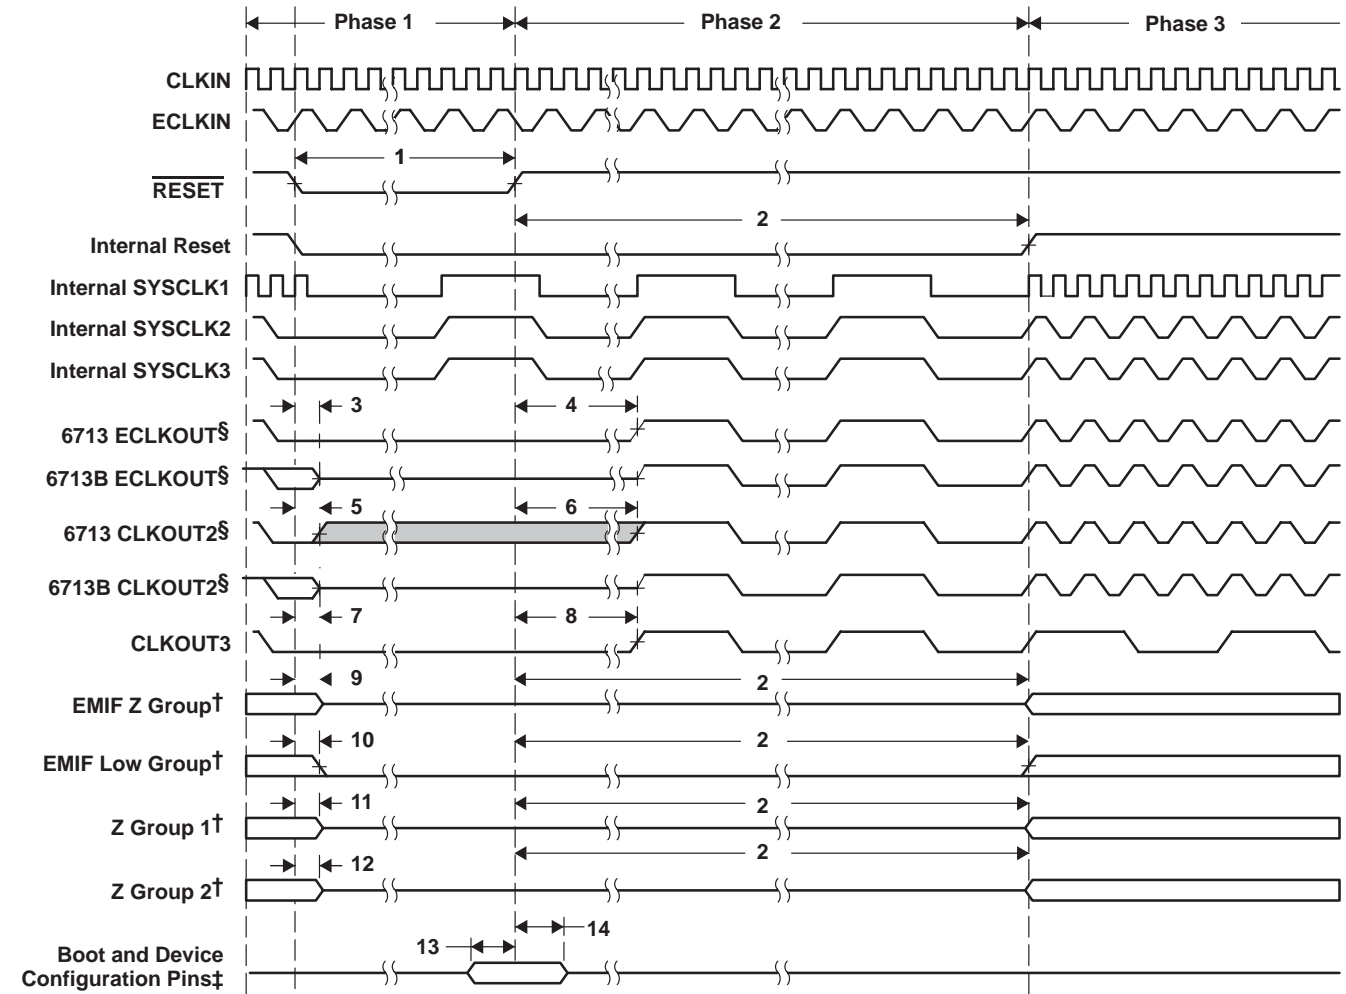 Phase 1 Phase 2 Phase 3
CLKIN
ECLKIN
1
RESET
2
Internal Reset
Internal SYSCLK1
Internal SYSCLK2
Internal SYSCLK3
3 4
6713 ECLKOUT§
6713B ECLKOUT§
5 6
6713 CLKOUT2§
6713B CLKOUT2§
7 8
CLKOUT3
9 2
EMIF Z Group†
10 2
EMIF Low Group†
11 2
Z Group 1†
12 2
Z Group 2†
13 14
Boot and Device
Configuration Pins‡